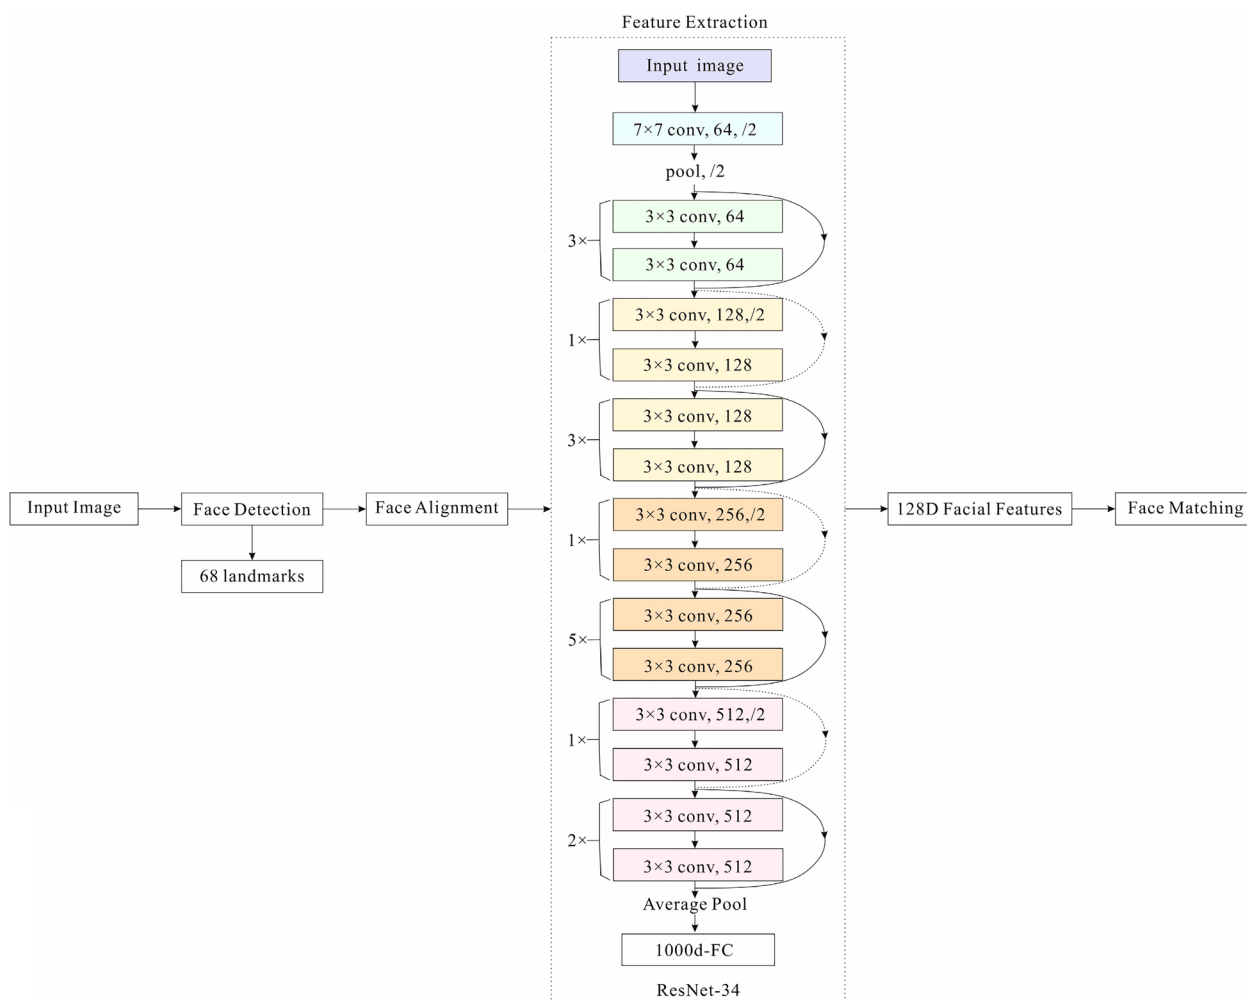 Feature Extraction
Input image
7×7 conv, 64, /2
pool, /2
3×
3×3 conv, 64
3×3 conv, 64
1×
3×3 conv, 128,/2
3×3 conv, 128
3×
3×3 conv, 128
3×3 conv, 128
Input Image
Face Detection
68 landmarks
Face Alignment
1×
3×3 conv, 256,/2
3×3 conv, 256
5×
3×3 conv, 256
3×3 conv, 256
1×
3×3 conv, 512,/2
3×3 conv, 512
2×
3×3 conv, 512
3×3 conv, 512
Average Pool
1000d-FC
ResNet-34
128D Facial Features
Face Matching